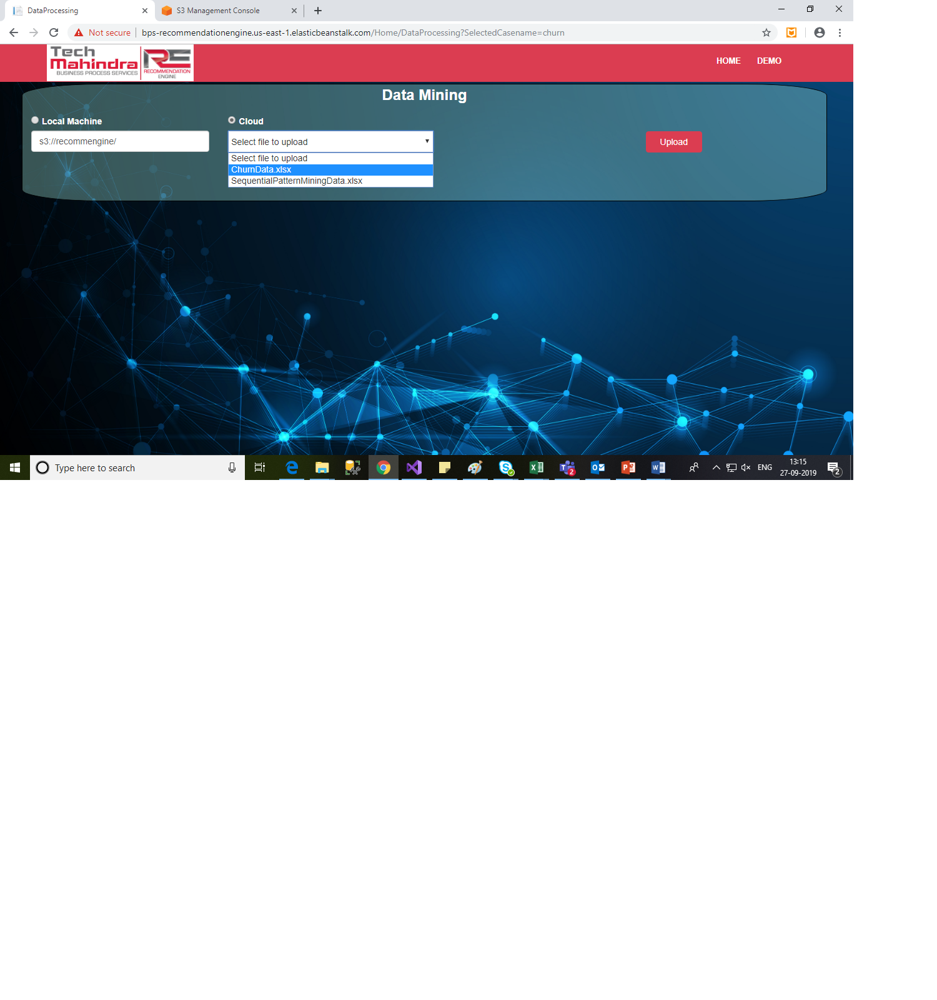 DataProcessing
S3 Management Console
Not secure
bps-recommendationengine.us-east-1.elasticbeanstalk.com/Home/DataProcessing?SelectedCasename=churn
Tech
Mahindra
BUSINESS PROCESS SERVICES
RE
RECOMMENDATION
ENGINE
HOME
DEMO
Data Mining
Local Machine
Cloud
s3://recommengine/
Select file to upload
Upload
Select file to upload
ChurnData.xlsx
SequentialPatternMiningData.xlsx
Type here to search
2
ENG
13:15
27-09-2019
2